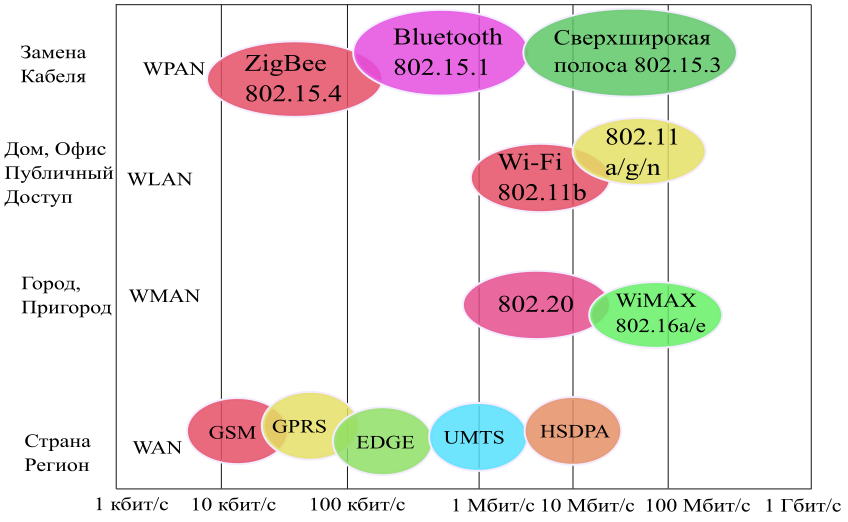 Замена
Кабеля
WPAN
ZigBee
802.15.4
Bluetooth
802.15.1
Сверхширокая
полоса 802.15.3
Дом, Офис
Публичный
Доступ
WLAN
Wi-Fi
802.11b
802.11
a/g/n
Город,
Пригород
WMAN
802.20
WiMAX
802.16a/e
Страна
Регион
WAN
GSM
GPRS
EDGE
UMTS
HSDPA
1 кбит/с 10 кбит/с 100 кбит/с 1 Мбит/с 10 Мбит/с 100 Мбит/с 1 Гбит/с